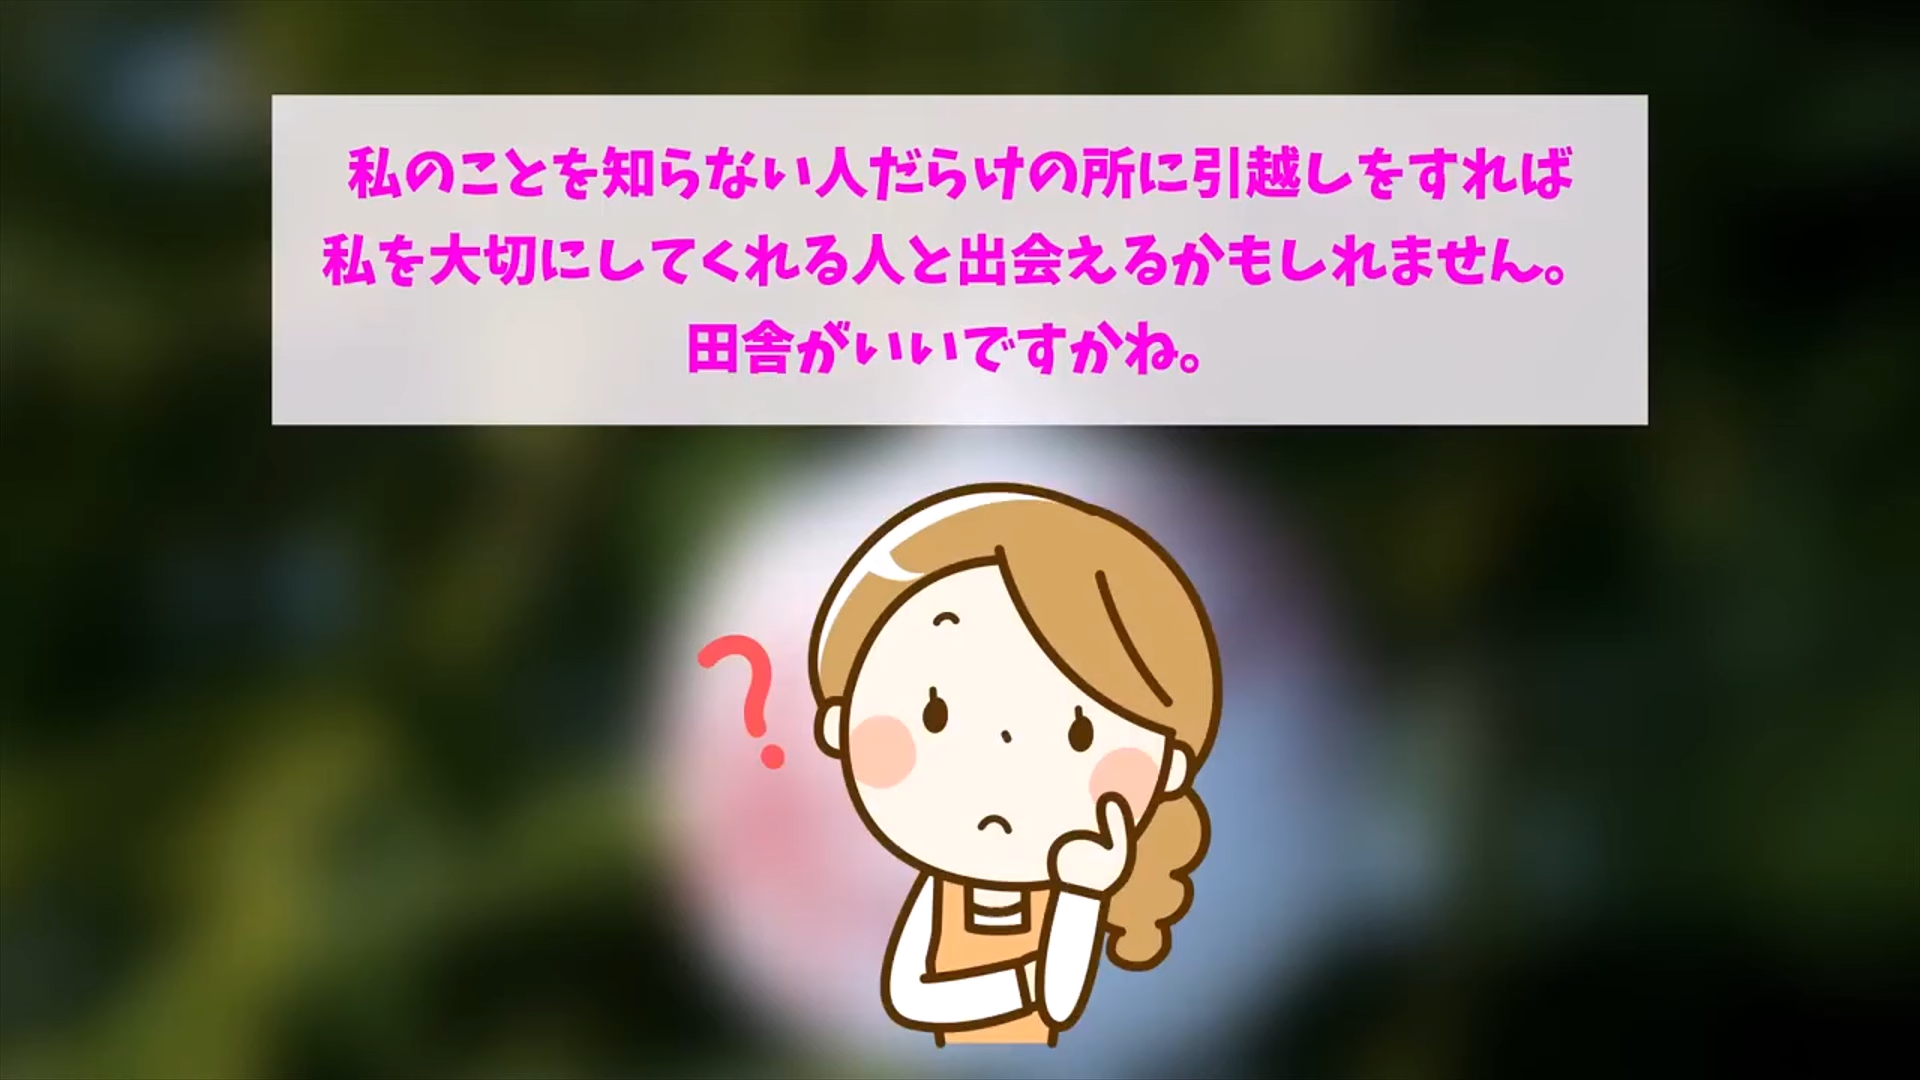 私のことを知らない人だらけの所に引越しをすれば
私を大切にしてくれる人と出会えるかもしれません。
田舎がいいですかね。